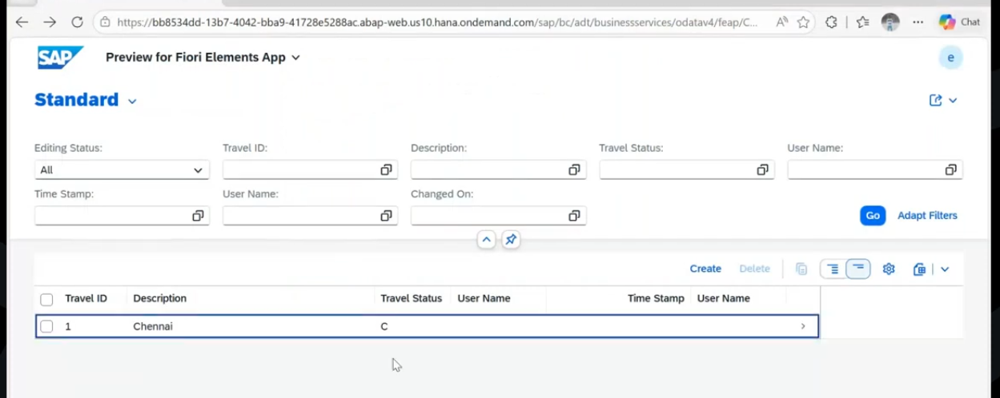 https://bb8534dd-13b7-4042-bba9-41728e5288ac.abap-web.us10.hana.ondemand.com/sap/bc/adt/businessservices/odatav4/feap/C... Chat
SAP Preview for Fiori Elements App e
Standard
Editing Status: Travel ID: Description: Travel Status: User Name:
All
Time Stamp: User Name: Changed On:
Go Adapt Filters
Create Delete
Travel ID Description Travel Status User Name Time Stamp User Name
1 Chennai C